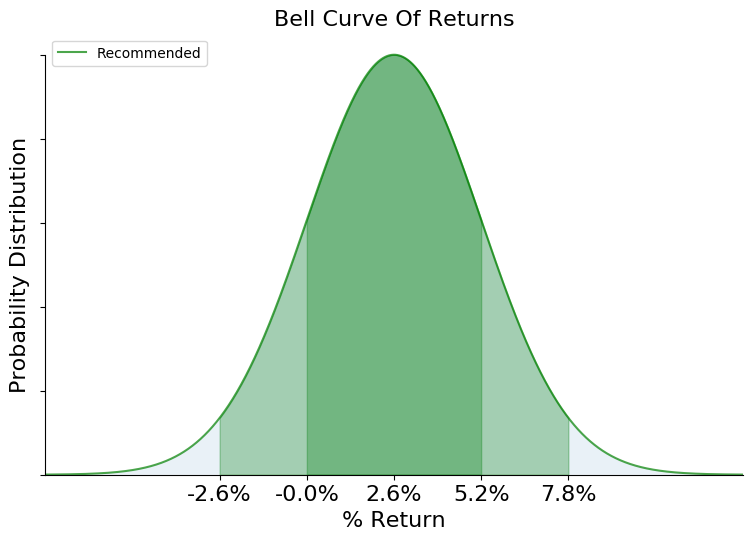 Bell Curve Of Returns
Recommended
Probability Distribution
-2.6%
-0.0%
2.6%
5.2%
7.8%
% Return